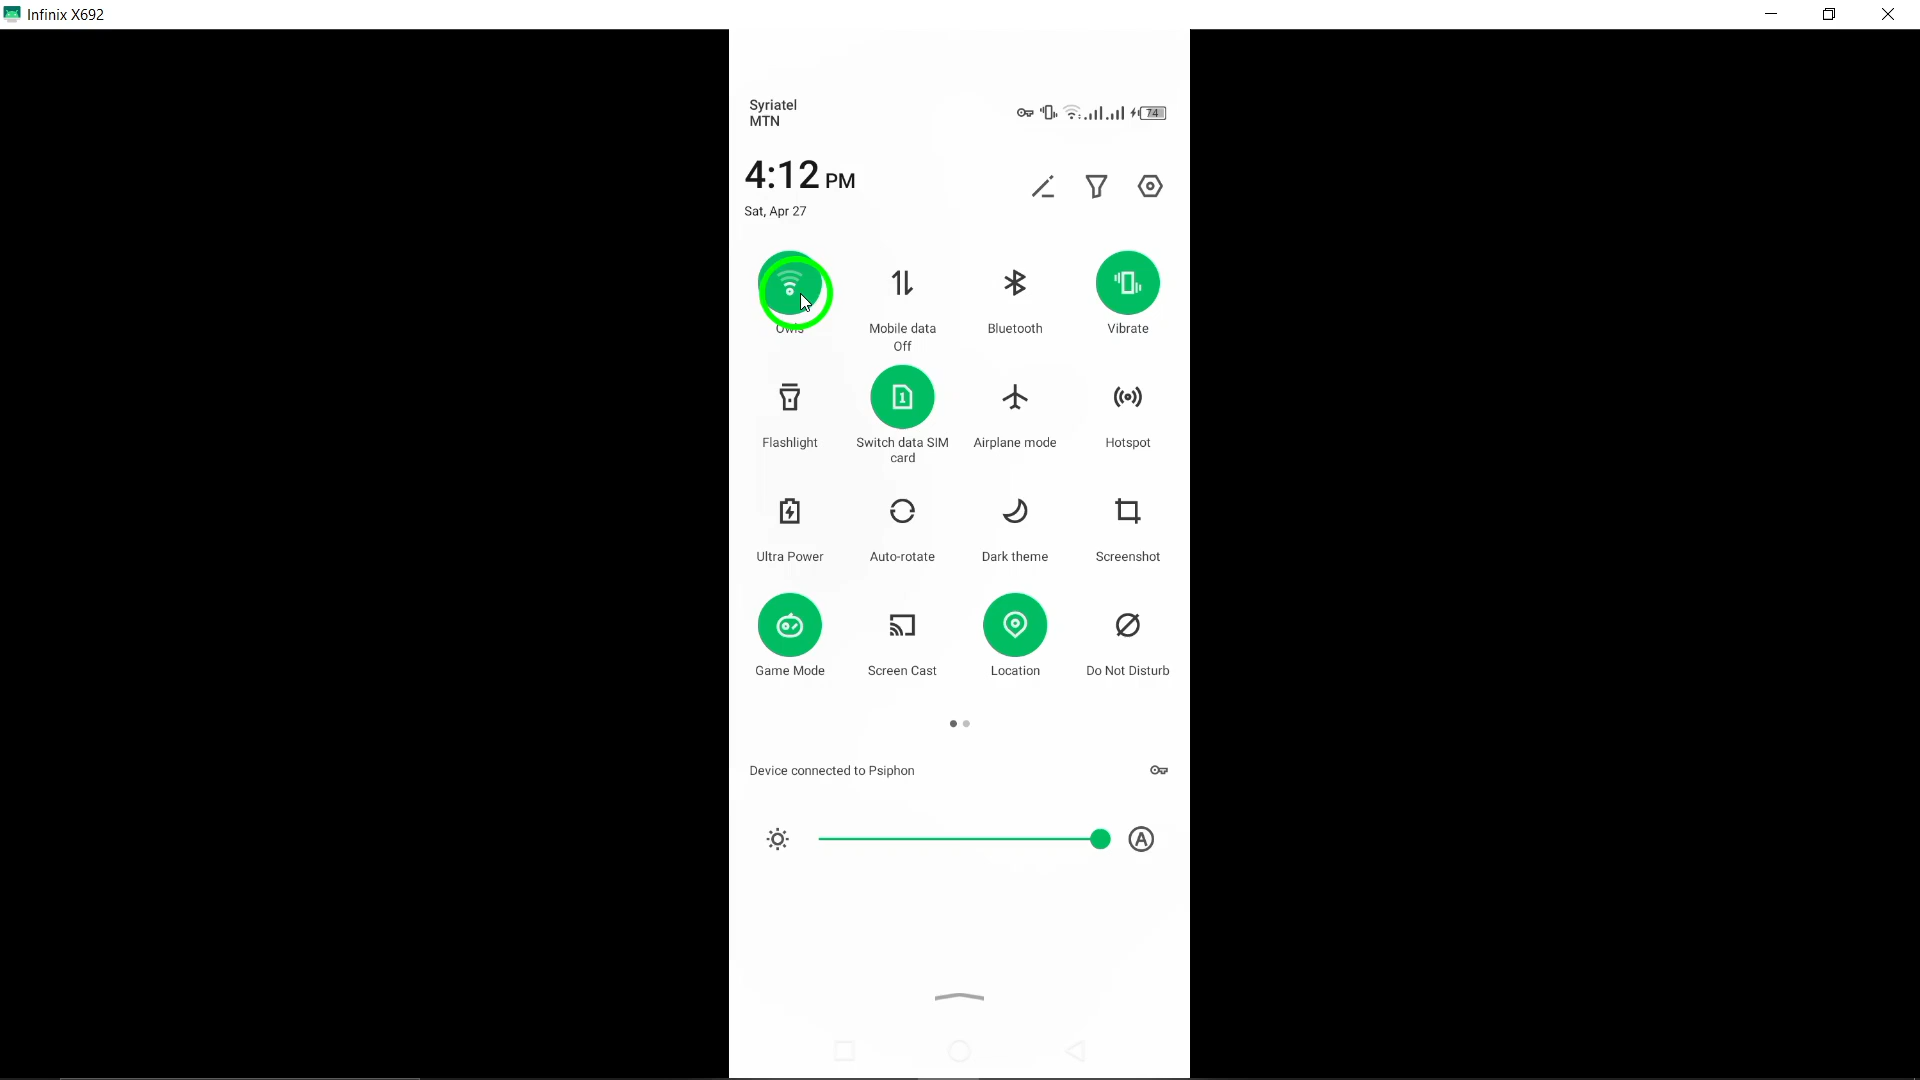 Infinix X692
Syriatel
MTN
74
4:12 PM
Sat, Apr 27
Owls
Mobile data
Off
Bluetooth
Vibrate
1
Flashlight
Switch data SIM
card
Airplane mode
Hotspot
Ultra Power
Auto-rotate
Dark theme
Screenshot
Game Mode
Screen Cast
Location
Do Not Disturb
Device connected to Psiphon
A